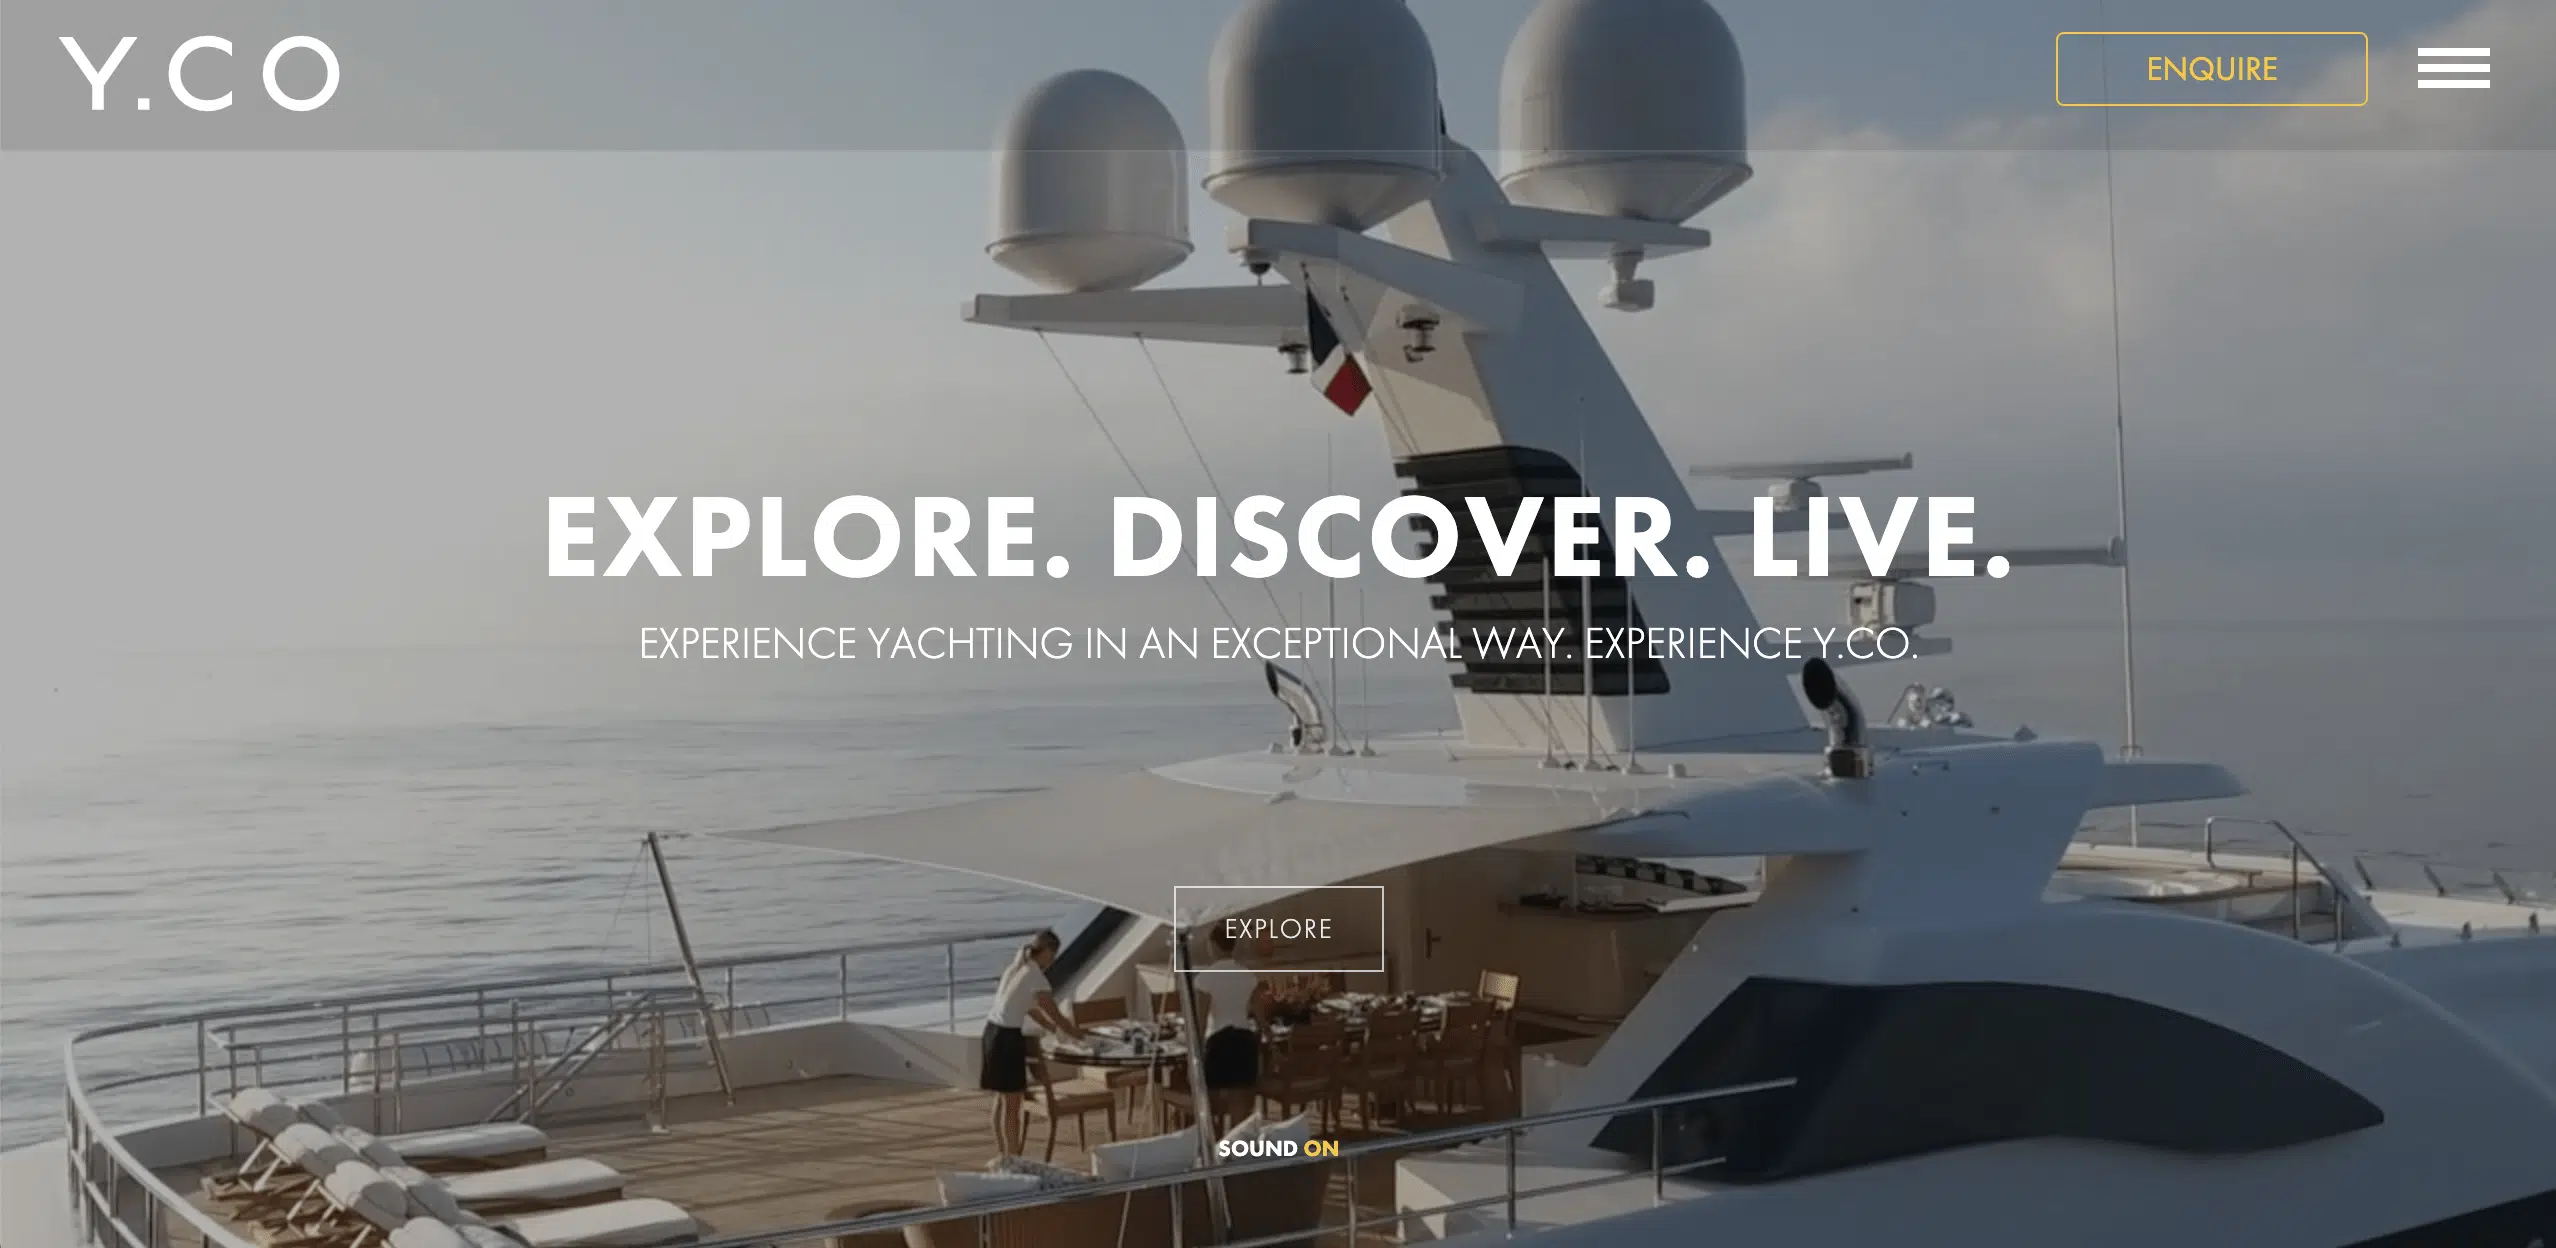 Y.CO
ENQUIRE
EXPLORE. DISCOVER. LIVE.
EXPERIENCE YACHTING IN AN EXCEPTIONAL WAY. EXPERIENCE Y.CO.
EXPLORE
SOUND ON